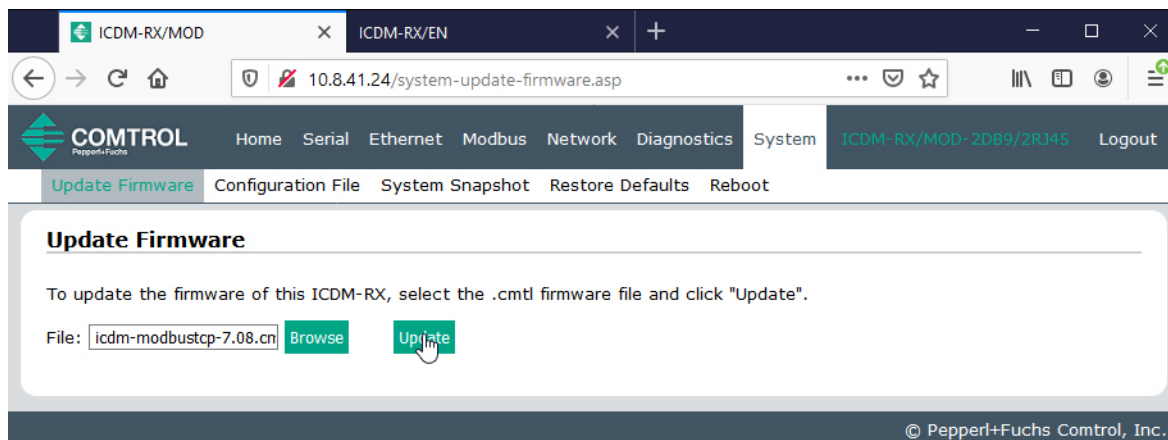 ICDM-RX/MOD ICDM-RX/EN
10.8.41.24/system-update-firmware.asp
COMTROL Home Serial Ethernet Modbus Network Diagnostics System ICDM-RX/MOD-2DB9/2RJ45 Logout
Pepperl+Fuchs
Update Firmware Configuration File System Snapshot Restore Defaults Reboot
Update Firmware
To update the firmware of this ICDM-RX, select the .cmtl firmware file and click "Update".
File: icdm-modbustcp-7.08.cm Browse Update
© Pepperl+Fuchs Comtrol, Inc.